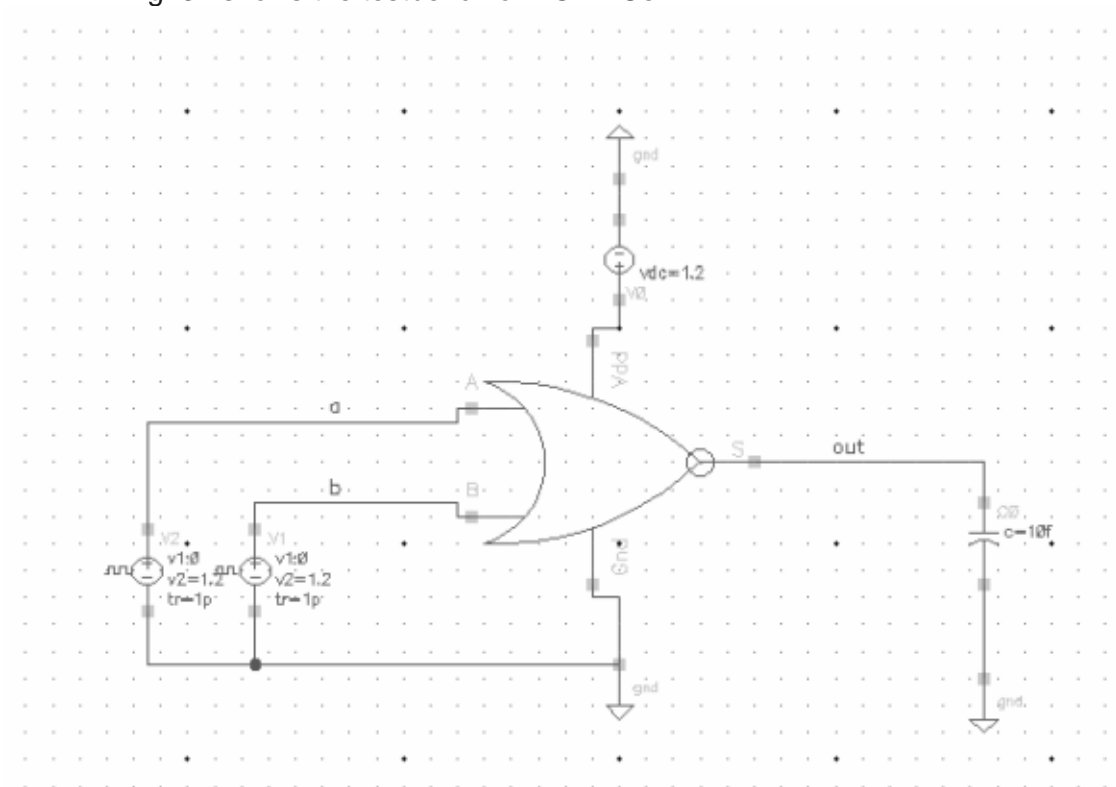 gnd
vdc=1.2
V0
Vdd
A
a
S
out
b
B
C0
c=10f
V2
V1
v1:0
v1:0
v2=1.2
v2=1.2
Gnd
tr=1p
tr=1p
gnd
gnd